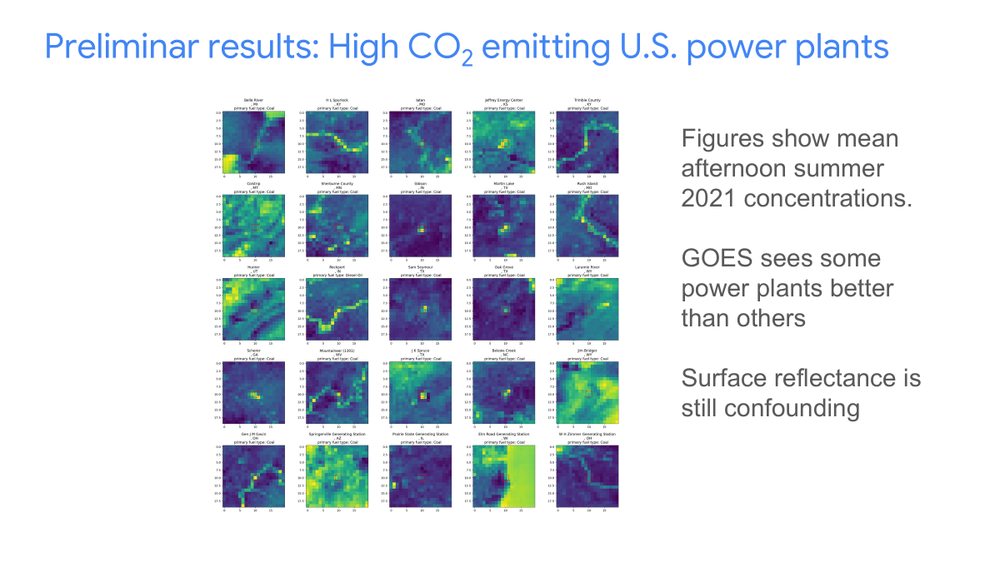 Preliminar results: High CO₂ emitting U.S. power plants
Belle River
, MI
primary fuel type: Coal
H L Spurlock
, KY
primary fuel type: Coal
Iatan
, MO
primary fuel type: Coal
Jeffrey Energy Center
, KS
primary fuel type: Coal
Trimble County
, KY
primary fuel type: Coal
Colstrip
, MT
primary fuel type: Coal
Sherburne County
, MN
primary fuel type: Coal
Gibson
, IN
primary fuel type: Coal
Martin Lake
, TX
primary fuel type: Coal
Rush Island
, MO
primary fuel type: Coal
Hunter
, UT
primary fuel type: Coal
Rockport
, IN
primary fuel type: Diesel Oil
Sam Seymour
, TX
primary fuel type: Coal
Oak Grove
, TX
primary fuel type: Coal
Laramie River
, WY
primary fuel type: Coal
Scherer
, GA
primary fuel type: Coal
Mountaineer (1301)
, WV
primary fuel type: Coal
J K Spruce
, TX
primary fuel type: Coal
Belews Creek
, NC
primary fuel type: Coal
Jim Bridger
, WY
primary fuel type: Coal
Gen J M Gavin
, OH
primary fuel type: Coal
Springerville Generating Station
, AZ
primary fuel type: Coal
Prairie State Generating Station
, IL
primary fuel type: Coal
Elm Road Generating Station
, WI
primary fuel type: Coal
W H Zimmer Generating Station
, OH
primary fuel type: Coal
Figures show mean
afternoon summer
2021 concentrations.
GOES sees some
power plants better
than others
Surface reflectance is
still confounding